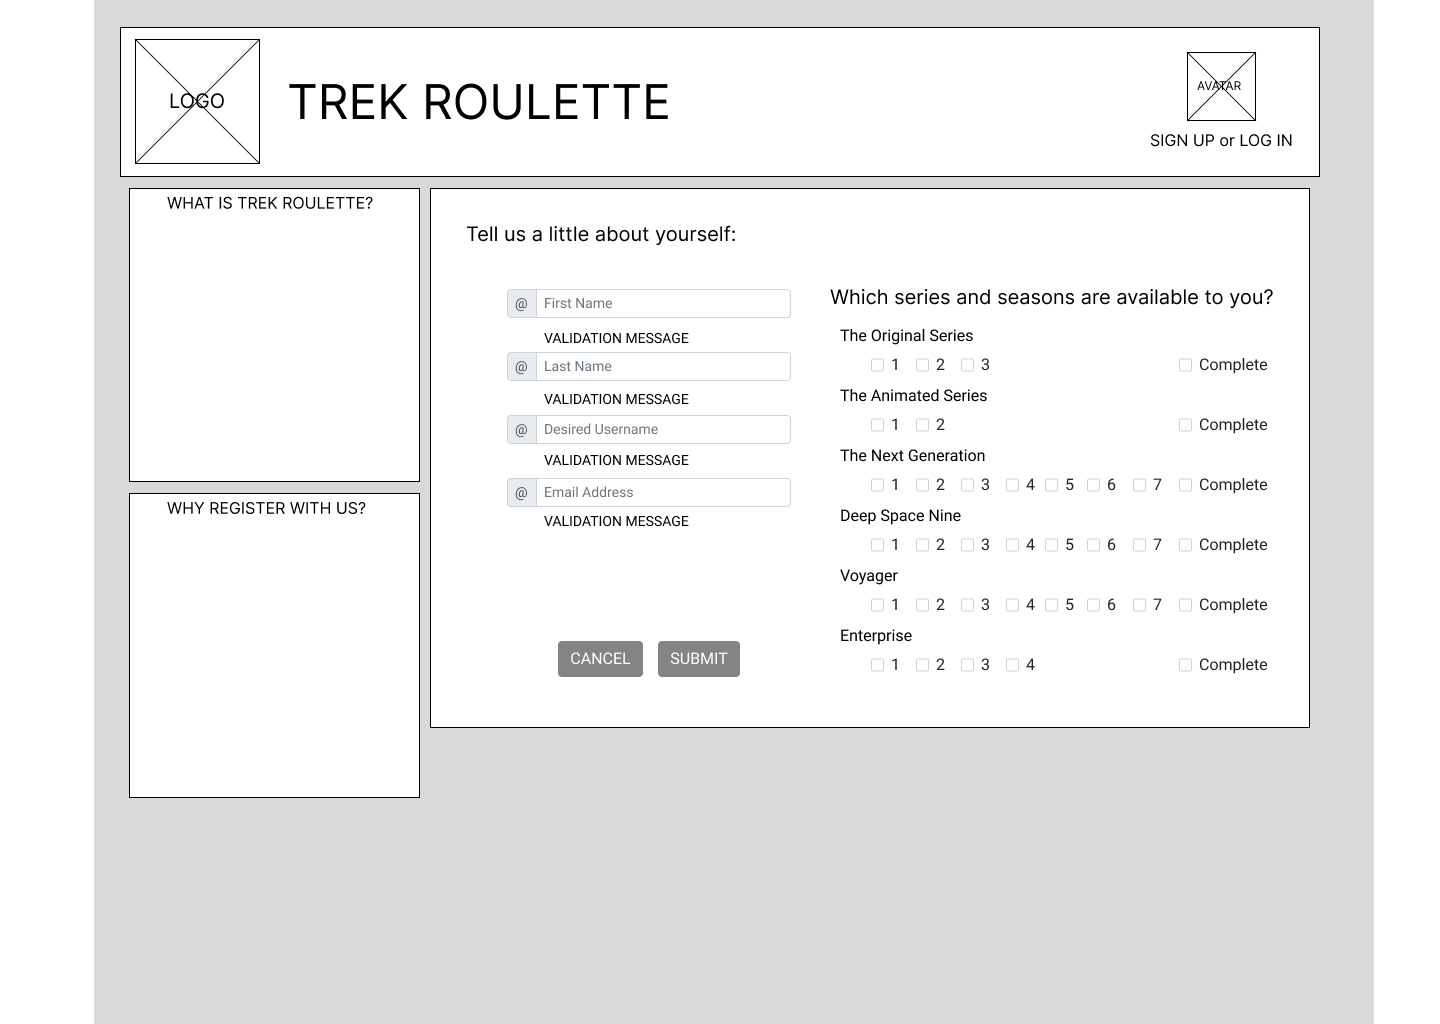 LOGO
TREK ROULETTE
AVATAR
SIGN UP or LOG IN
WHAT IS TREK ROULETTE?
WHY REGISTER WITH US?
Tell us a little about yourself:
@ First Name
VALIDATION MESSAGE
@ Last Name
VALIDATION MESSAGE
@ Desired Username
VALIDATION MESSAGE
@ Email Address
VALIDATION MESSAGE
CANCEL SUBMIT
Which series and seasons are available to you?
The Original Series
1 2 3 Complete
The Animated Series
1 2 Complete
The Next Generation
1 2 3 4 5 6 7 Complete
Deep Space Nine
1 2 3 4 5 6 7 Complete
Voyager
1 2 3 4 5 6 7 Complete
Enterprise
1 2 3 4 Complete